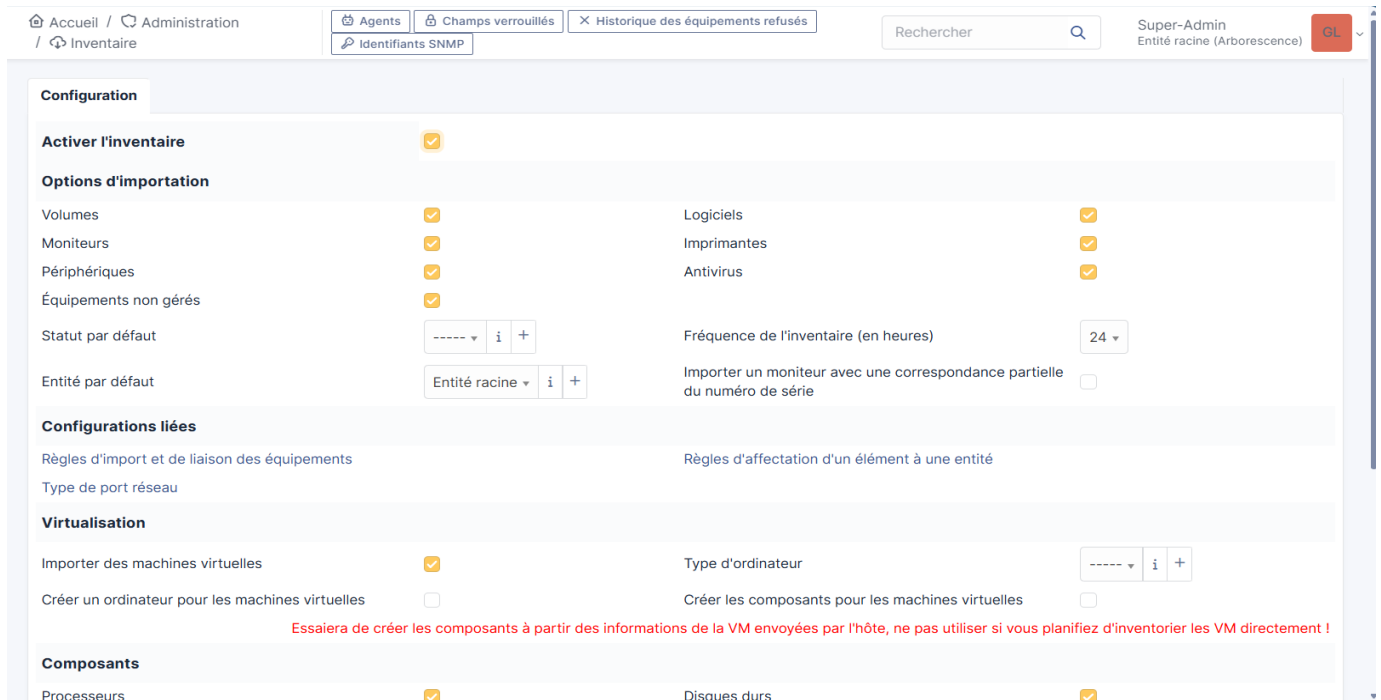 Accueil / Administration
/ Inventaire
Agents
Champs verrouillés
Historique des équipements refusés
Identifiants SNMP
Rechercher
Super-Admin
Entité racine (Arborescence)
GL
Configuration
Activer l'inventaire
Options d'importation
Volumes
Logiciels
Moniteurs
Imprimantes
Périphériques
Antivirus
Équipements non gérés
Statut par défaut
----- i +
Fréquence de l'inventaire (en heures)
24
Entité par défaut
Entité racine i +
Importer un moniteur avec une correspondance partielle
du numéro de série
Configurations liées
Règles d'import et de liaison des équipements
Règles d'affectation d'un élément à une entité
Type de port réseau
Virtualisation
Importer des machines virtuelles
Type d'ordinateur
----- i +
Créer un ordinateur pour les machines virtuelles
Créer les composants pour les machines virtuelles
Essaiera de créer les composants à partir des informations de la VM envoyées par l'hôte, ne pas utiliser si vous planifiez d'inventorier les VM directement !
Composants
Processeurs
Disques durs